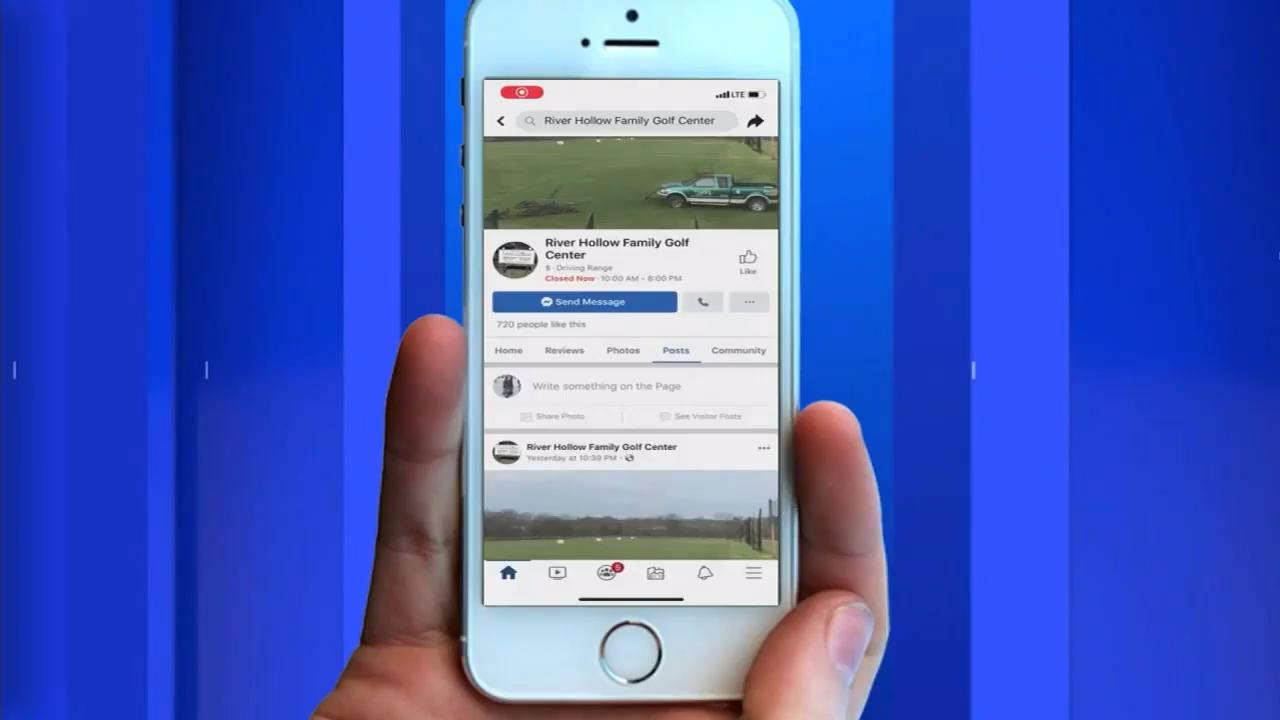 LTE
River Hollow Family Golf Center
River Hollow Family Golf
Center
$ · Driving Range
Closed Now · 10:00 AM - 8:00 PM
Like
Send Message
720 people like this
Home Reviews Photos Posts Community
Write something on the Page
Share Photo See Visitor Posts
River Hollow Family Golf Center
Yesterday at 10:39 PM ·
5